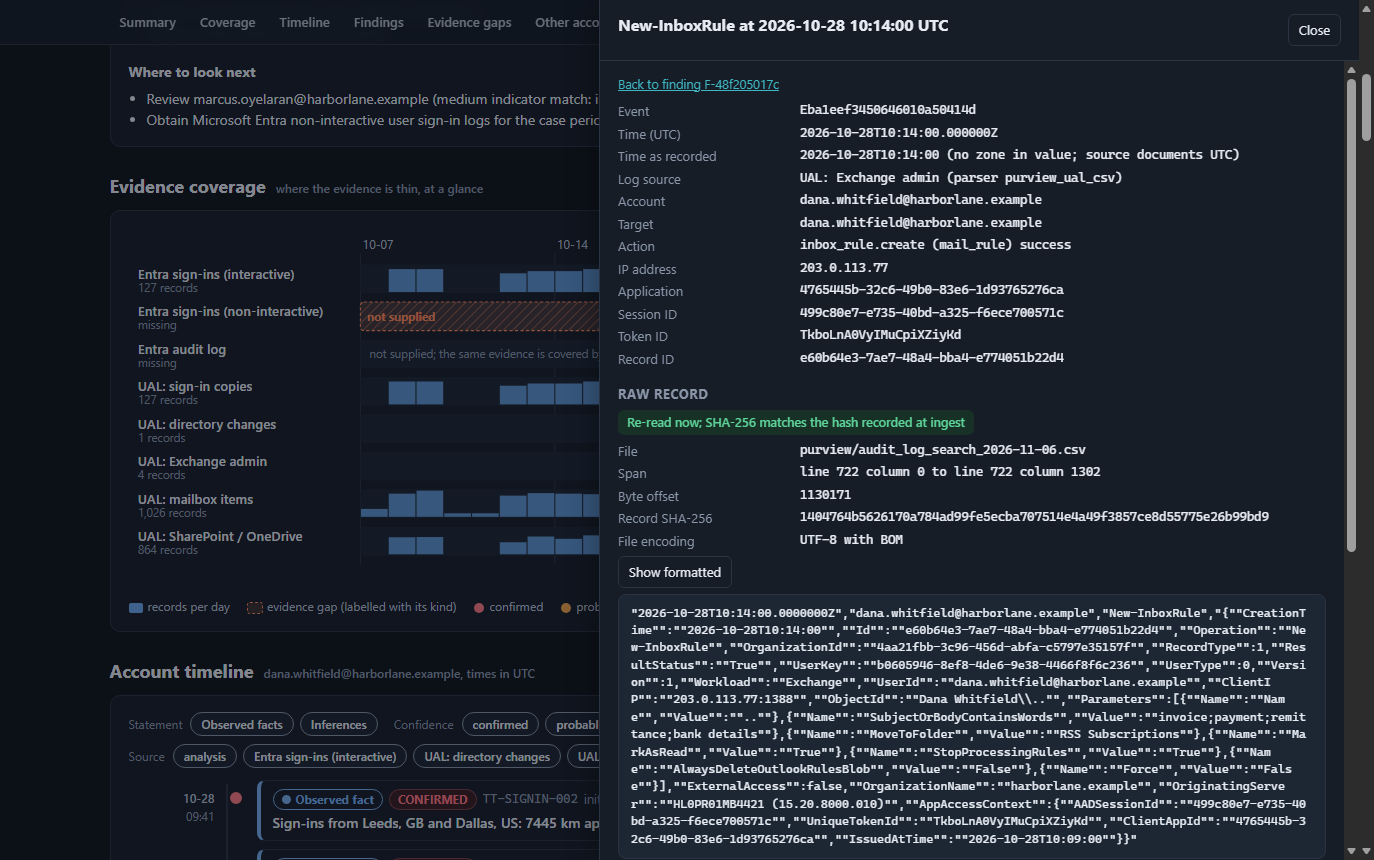 Summary Coverage Timeline Findings Evidence gaps Other acco
Where to look next
Review marcus.oyelaran@harborlane.example (medium indicator match: i
Obtain Microsoft Entra non-interactive user sign-in logs for the case perio
Evidence coverage where the evidence is thin, at a glance
10-07 10-14
Entra sign-ins (interactive)
127 records
Entra sign-ins (non-interactive)
missing
not supplied
Entra audit log
missing
not supplied; the same evidence is covered b
UAL: sign-in copies
127 records
UAL: directory changes
1 records
UAL: Exchange admin
4 records
UAL: mailbox items
1,026 records
UAL: SharePoint / OneDrive
864 records
records per day evidence gap (labelled with its kind) confirmed prob
Account timeline dana.whitfield@harborlane.example, times in UTC
Statement Observed facts Inferences Confidence confirmed probable
Source analysis Entra sign-ins (interactive) UAL: directory changes UAL
10-28
09:41
Observed fact CONFIRMED TT-SIGNIN-002 init
Sign-ins from Leeds, GB and Dallas, US: 7445 km ap
New-InboxRule at 2026-10-28 10:14:00 UTC
Close
Back to finding F-48f205017c
Event Eba1eef3450646010a50414d
Time (UTC) 2026-10-28T10:14:00.000000Z
Time as recorded 2026-10-28T10:14:00 (no zone in value; source documents UTC)
Log source UAL: Exchange admin (parser purview_ual_csv)
Account dana.whitfield@harborlane.example
Target dana.whitfield@harborlane.example
Action inbox_rule.create (mail_rule) success
IP address 203.0.113.77
Application 4765445b-32c6-49b0-83e6-1d93765276ca
Session ID 499c80e7-e735-40bd-a325-f6ece700571c
Token ID TkboLnA0VyIMuCpiXZiyKd
Record ID e60b64e3-7ae7-48a4-bba4-e774051b22d4
RAW RECORD
Re-read now; SHA-256 matches the hash recorded at ingest
File purview/audit_log_search_2026-11-06.csv
Span line 722 column 0 to line 722 column 1302
Byte offset 1130171
Record SHA-256 1404764b5626170a784ad99fe5ecba707514e4a49f3857ce8d55775e26b99bd9
File encoding UTF-8 with BOM
Show formatted
"2026-10-28T10:14:00.0000000Z","dana.whitfield@harborlane.example","New-InboxRule","{""CreationT
ime"":""2026-10-28T10:14:00"",""Id"":""e60b64e3-7ae7-48a4-bba4-e774051b22d4"",""Operation"":""Ne
w-InboxRule"",""OrganizationId"":""4aa21fbb-3c96-456d-abfa-c5797e35157f"",""RecordType"":1,""Res
ultStatus"":""True"",""UserKey"":""b0605946-8ef8-4de6-9e38-4466f8f6c236"",""UserType"":0,""Versi
on"":1,""Workload"":""Exchange"",""UserId"":""dana.whitfield@harborlane.example"",""ClientI
P"":""203.0.113.77:1388"",""ObjectId"":""Dana Whitfield\\.."",""Parameters"":[{""Name"":""Nam
e"",""Value"":""..""},{""Name"":""SubjectOrBodyContainsWords"",""Value"":""invoice;payment;remit
tance;bank details""},{""Name"":""MoveToFolder"",""Value"":""RSS Subscriptions""},{""Name"":""Ma
rkAsRead"",""Value"":""True""},{""Name"":""StopProcessingRules"",""Value"":""True""},{""Nam
e"":""AlwaysDeleteOutlookRulesBlob"",""Value"":""False""},{""Name"":""Force"",""Value"":""Fal
se""}],""ExternalAccess"":false,""OrganizationName"":""harborlane.example"",""OriginatingServe
r"":""HL0PR01MB4421 (15.20.8000.010)"",""AppAccessContext"":{""AADSessionId"":""499c80e7-e735-40
bd-a325-f6ece700571c"",""UniqueTokenId"":""TkboLnA0VyIMuCpiXZiyKd"",""ClientAppId"":""4765445b-3
2c6-49b0-83e6-1d93765276ca"",""IssuedAtTime"":""2026-10-28T10:09:00""}}"